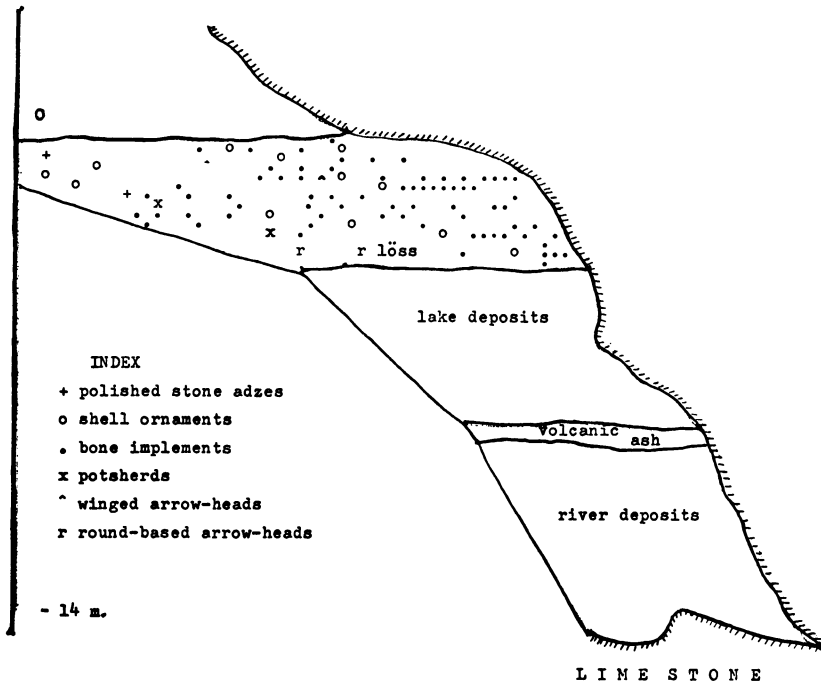 r r löss
lake deposits
Volcanic
ash
river deposits
INDEX
+ polished stone adzes
o shell ornaments
. bone implements
x potsherds
^ winged arrow-heads
r round-based arrow-heads
- 14 m.
LIME STONE